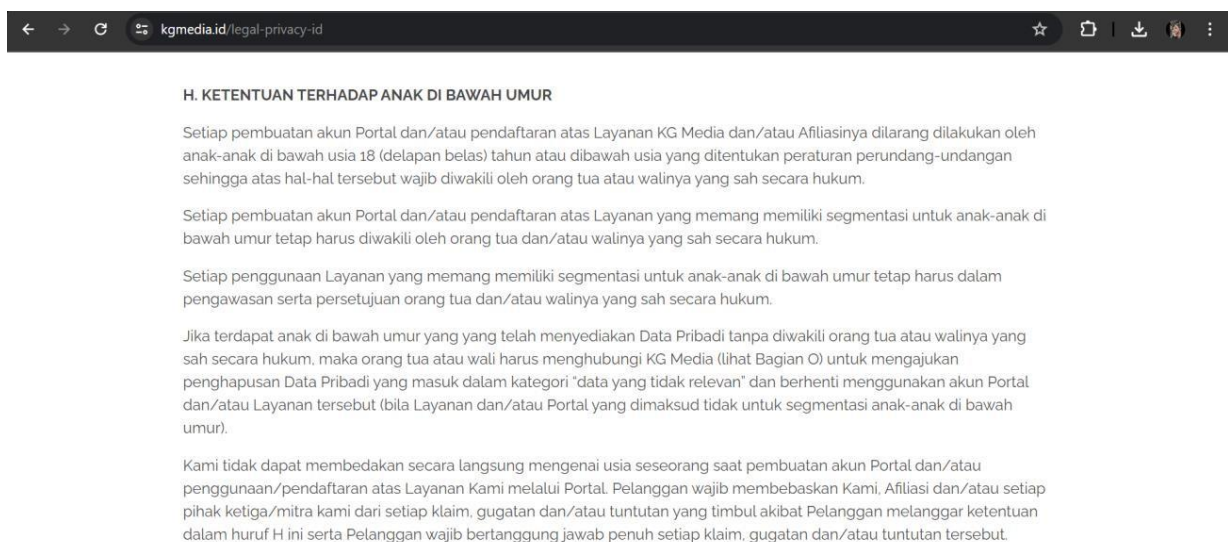 kgmedia.id/legal-privacy-id
H. KETENTUAN TERHADAP ANAK DI BAWAH UMUR
Setiap pembuatan akun Portal dan/atau pendaftaran atas Layanan KG Media dan/atau Afiliasinya dilarang dilakukan oleh
anak-anak di bawah usia 18 (delapan belas) tahun atau dibawah usia yang ditentukan peraturan perundang-undangan
sehingga atas hal-hal tersebut wajib diwakili oleh orang tua atau walinya yang sah secara hukum.
Setiap pembuatan akun Portal dan/atau pendaftaran atas Layanan yang memang memiliki segmentasi untuk anak-anak di
bawah umur tetap harus diwakili oleh orang tua dan/atau walinya yang sah secara hukum.
Setiap penggunaan Layanan yang memang memiliki segmentasi untuk anak-anak di bawah umur tetap harus dalam
pengawasan serta persetujuan orang tua dan/atau walinya yang sah secara hukum.
Jika terdapat anak di bawah umur yang yang telah menyediakan Data Pribadi tanpa diwakili orang tua atau walinya yang
sah secara hukum, maka orang tua atau wali harus menghubungi KG Media (lihat Bagian O) untuk mengajukan
penghapusan Data Pribadi yang masuk dalam kategori "data yang tidak relevan" dan berhenti menggunakan akun Portal
dan/atau Layanan tersebut (bila Layanan dan/atau Portal yang dimaksud tidak untuk segmentasi anak-anak di bawah
umur).
Kami tidak dapat membedakan secara langsung mengenai usia seseorang saat pembuatan akun Portal dan/atau
penggunaan/pendaftaran atas Layanan Kami melalui Portal. Pelanggan wajib membebaskan Kami, Afiliasi dan/atau setiap
pihak ketiga/mitra kami dari setiap klaim, gugatan dan/atau tuntutan yang timbul akibat Pelanggan melanggar ketentuan
dalam huruf H ini serta Pelanggan wajib bertanggung jawab penuh setiap klaim, gugatan dan/atau tuntutan tersebut.